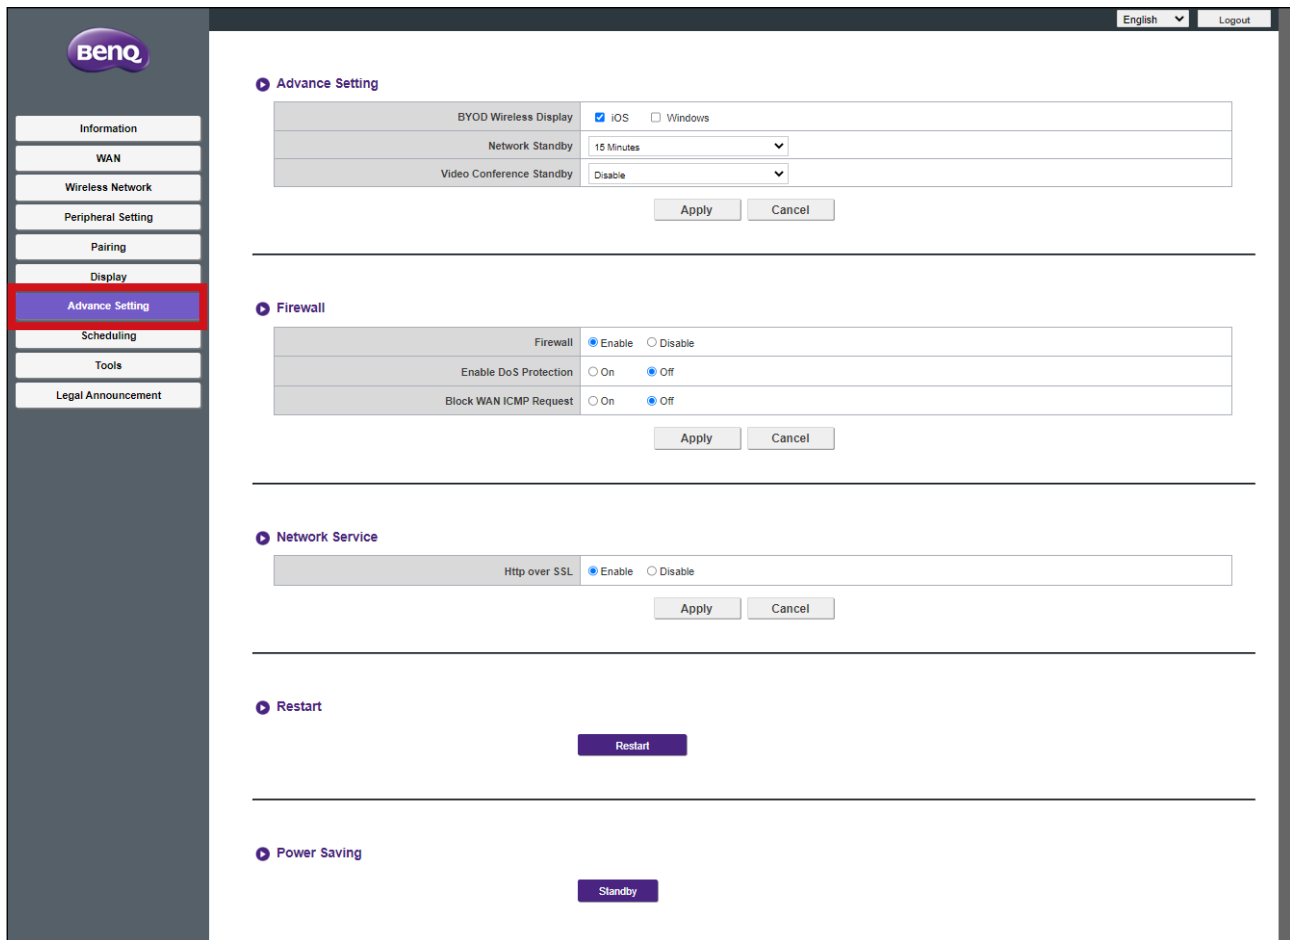 English
Logout
BenQ
Information
WAN
Wireless Network
Peripheral Setting
Pairing
Display
Advance Setting
Scheduling
Tools
Legal Announcement
Advance Setting
BYOD Wireless Display iOS Windows
Network Standby 15 Minutes
Video Conference Standby Disable
Apply Cancel
Firewall
Firewall Enable Disable
Enable DoS Protection On Off
Block WAN ICMP Request On Off
Apply Cancel
Network Service
Http over SSL Enable Disable
Apply Cancel
Restart
Restart
Power Saving
Standby